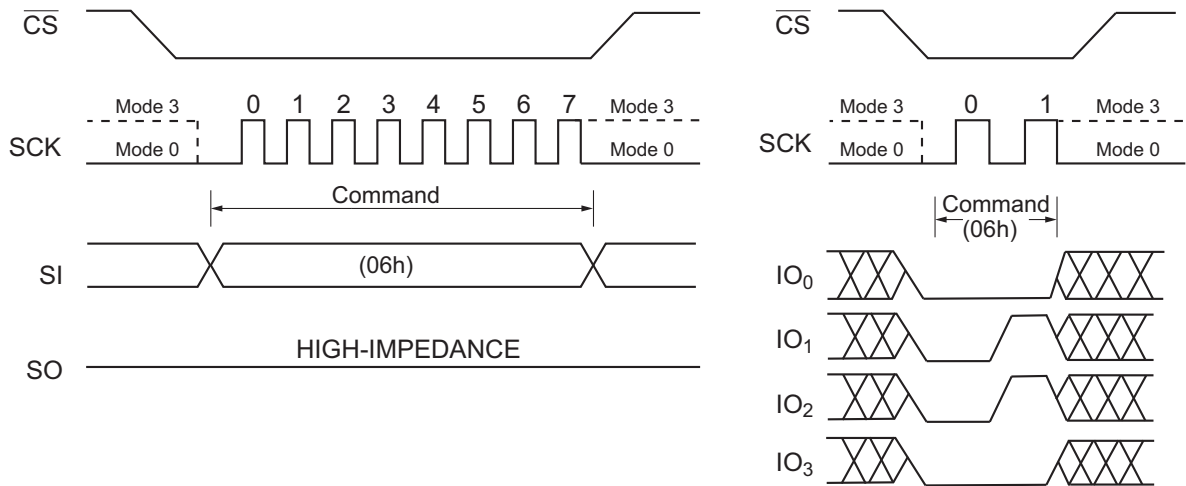 CS
Mode 3 0 1 2 3 4 5 6 7 Mode 3
SCK Mode 0 Mode 0
Command
SI (06h)
HIGH-IMPEDANCE
SO
CS
Mode 3 0 1 Mode 3
SCK Mode 0 Mode 0
Command
(06h)
IO0
IO1
IO2
IO3